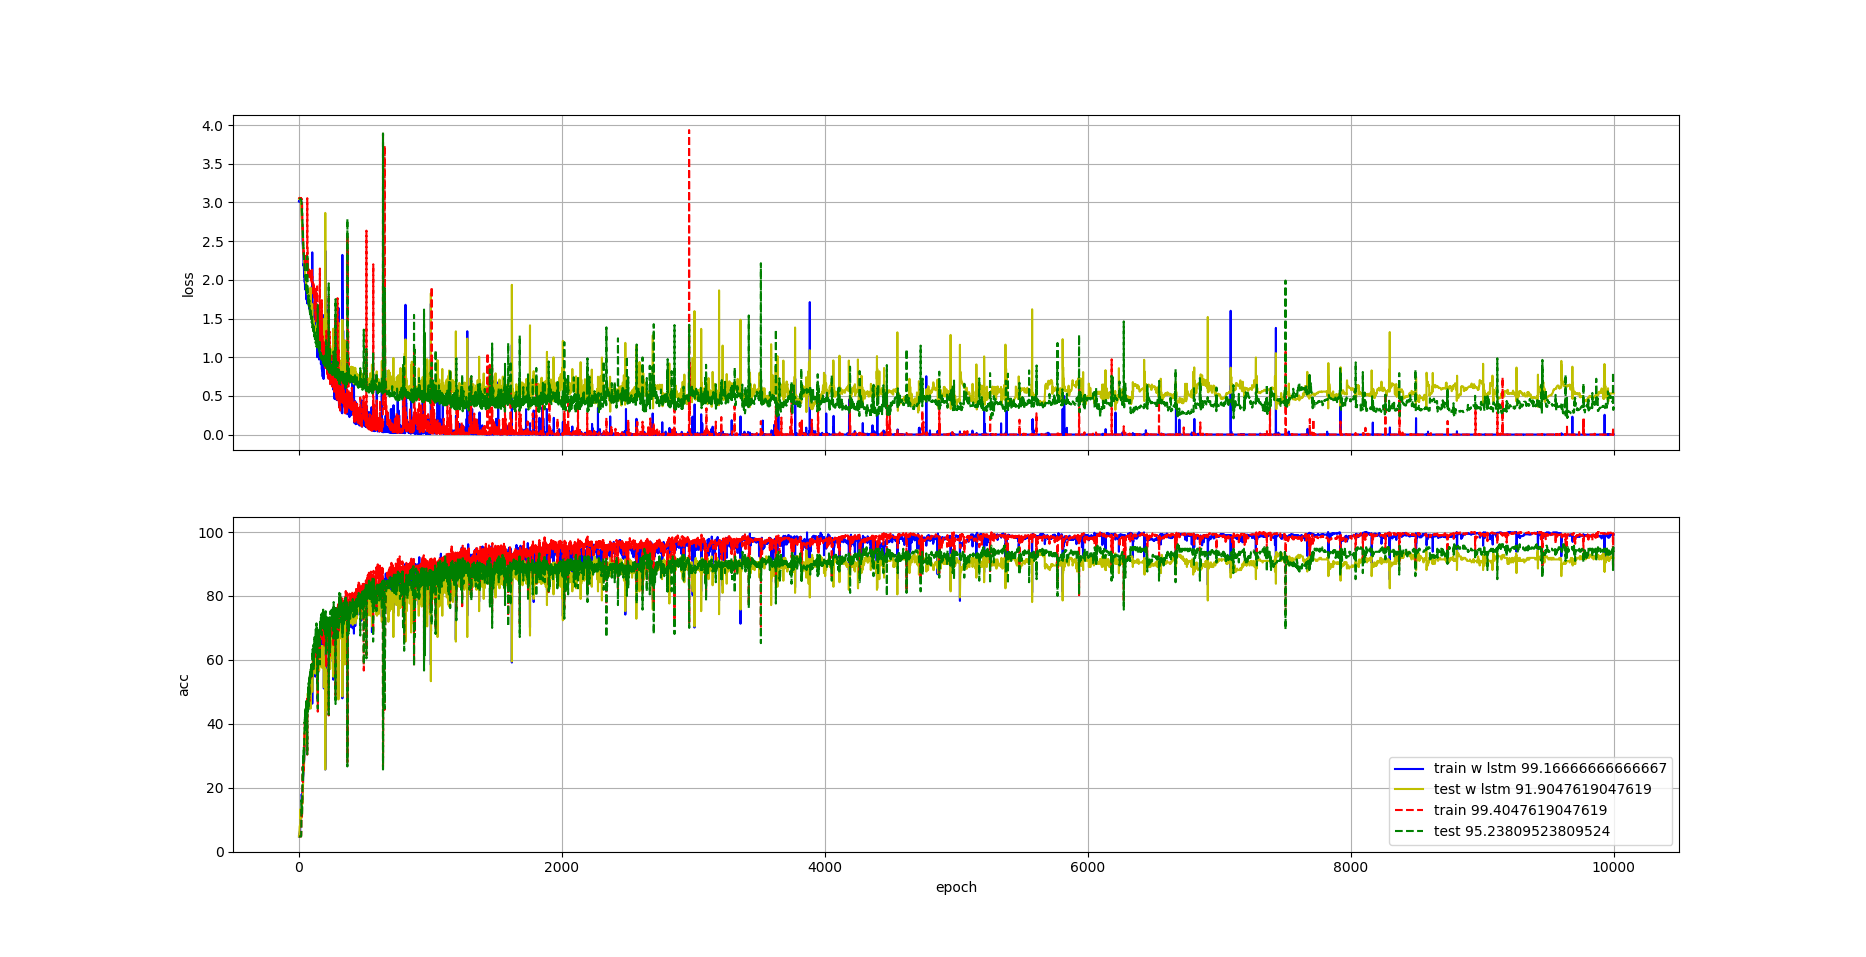 4.0
3.5
3.0
2.5
2.0
1.5
1.0
0.5
0.0
loss
100
80
60
40
20
0
acc
train w lstm 99.16666666666667
test w lstm 91.9047619047619
train 99.4047619047619
test 95.23809523809524
0 2000 4000 6000 8000 10000
epoch